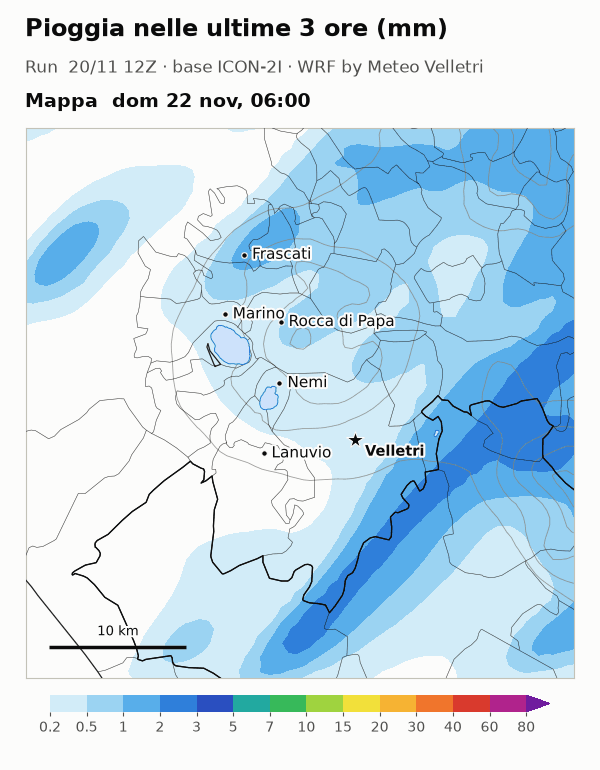 Pioggia nelle ultime 3 ore (mm)
Run  20/11 12Z · base ICON-2I · WRF by Meteo Velletri
Mappa  dom 22 nov, 06:00
Frascati
Marino
Rocca di Papa
Nemi
Velletri
Lanuvio
10 km
0.2 0.5 1 2 3 5 7 10 15 20 30 40 60 80